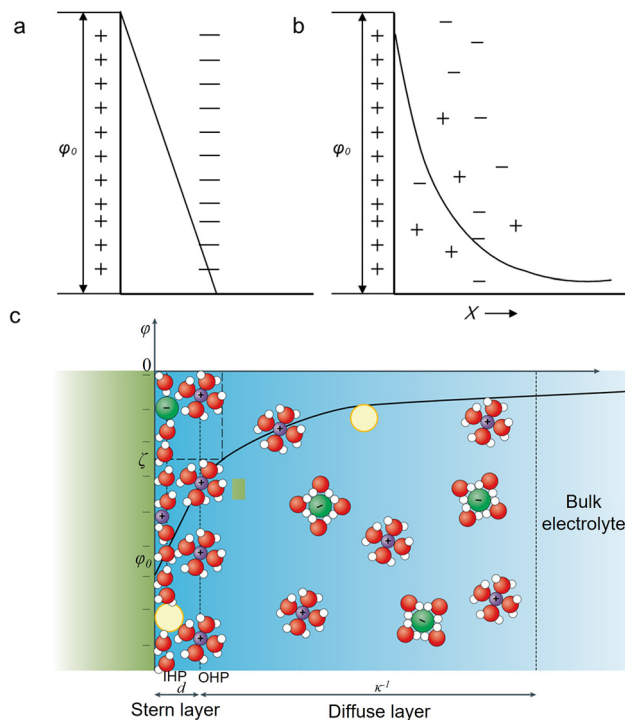 a
φ₀
b
φ₀
X
c
φ
0
ζ
φ₀
Bulk
electrolyte
IHP OHP
d κ⁻¹
Stern layer Diffuse layer